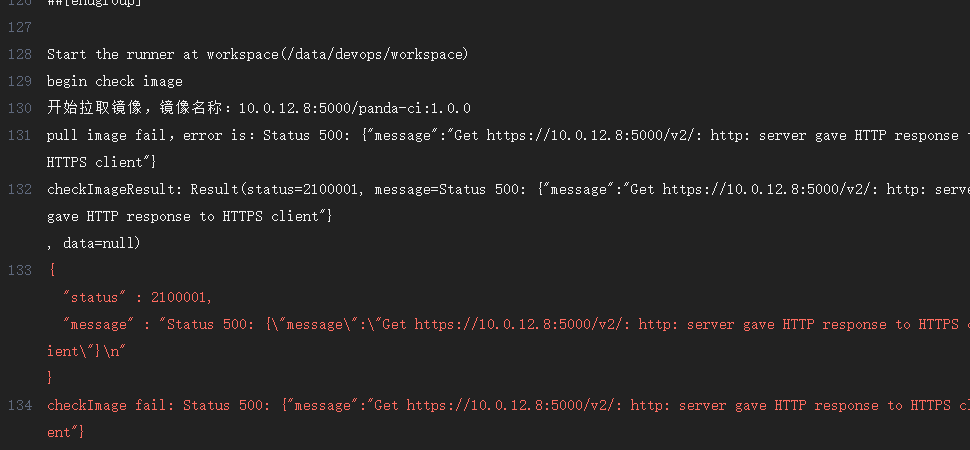 126 ##[endgroup]
127
128 Start the runner at workspace(/data/devops/workspace)
129 begin check image
130 开始拉取镜像，镜像名称：10.0.12.8:5000/panda-ci:1.0.0
131 pull image fail，error is：Status 500: {"message":"Get https://10.0.12.8:5000/v2/: http: server gave HTTP response t
HTTPS client"}
132 checkImageResult: Result(status=2100001, message=Status 500: {"message":"Get https://10.0.12.8:5000/v2/: http: serve
gave HTTP response to HTTPS client"}
, data=null)
133 {
"status" : 2100001,
"message" : "Status 500: {\"message\":\"Get https://10.0.12.8:5000/v2/: http: server gave HTTP response to HTTPS c
ient\"}\n"
}
134 checkImage fail: Status 500: {"message":"Get https://10.0.12.8:5000/v2/: http: server gave HTTP response to HTTPS cl
ent"}